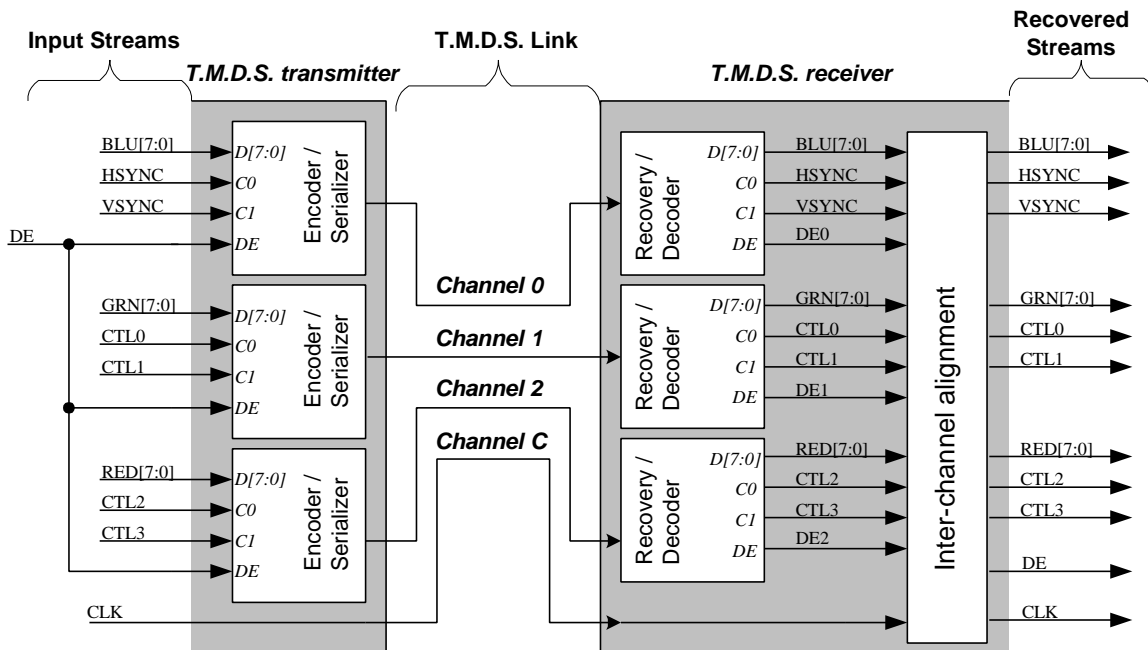 Input Streams
T.M.D.S. Link
Recovered
Streams
T.M.D.S. transmitter
T.M.D.S. receiver
BLU[7:0]
HSYNC
VSYNC
DE
D[7:0]
C0
C1
DE
Encoder /
Serializer
GRN[7:0]
CTL0
CTL1
D[7:0]
C0
C1
DE
Encoder /
Serializer
RED[7:0]
CTL2
CTL3
D[7:0]
C0
C1
DE
Encoder /
Serializer
CLK
Channel 0
Channel 1
Channel 2
Channel C
Recovery /
Decoder
D[7:0]
C0
C1
DE
BLU[7:0]
HSYNC
VSYNC
DE0
Recovery /
Decoder
D[7:0]
C0
C1
DE
GRN[7:0]
CTL0
CTL1
DE1
Recovery /
Decoder
D[7:0]
C0
C1
DE
RED[7:0]
CTL2
CTL3
DE2
Inter-channel alignment
BLU[7:0]
HSYNC
VSYNC
GRN[7:0]
CTL0
CTL1
RED[7:0]
CTL2
CTL3
DE
CLK